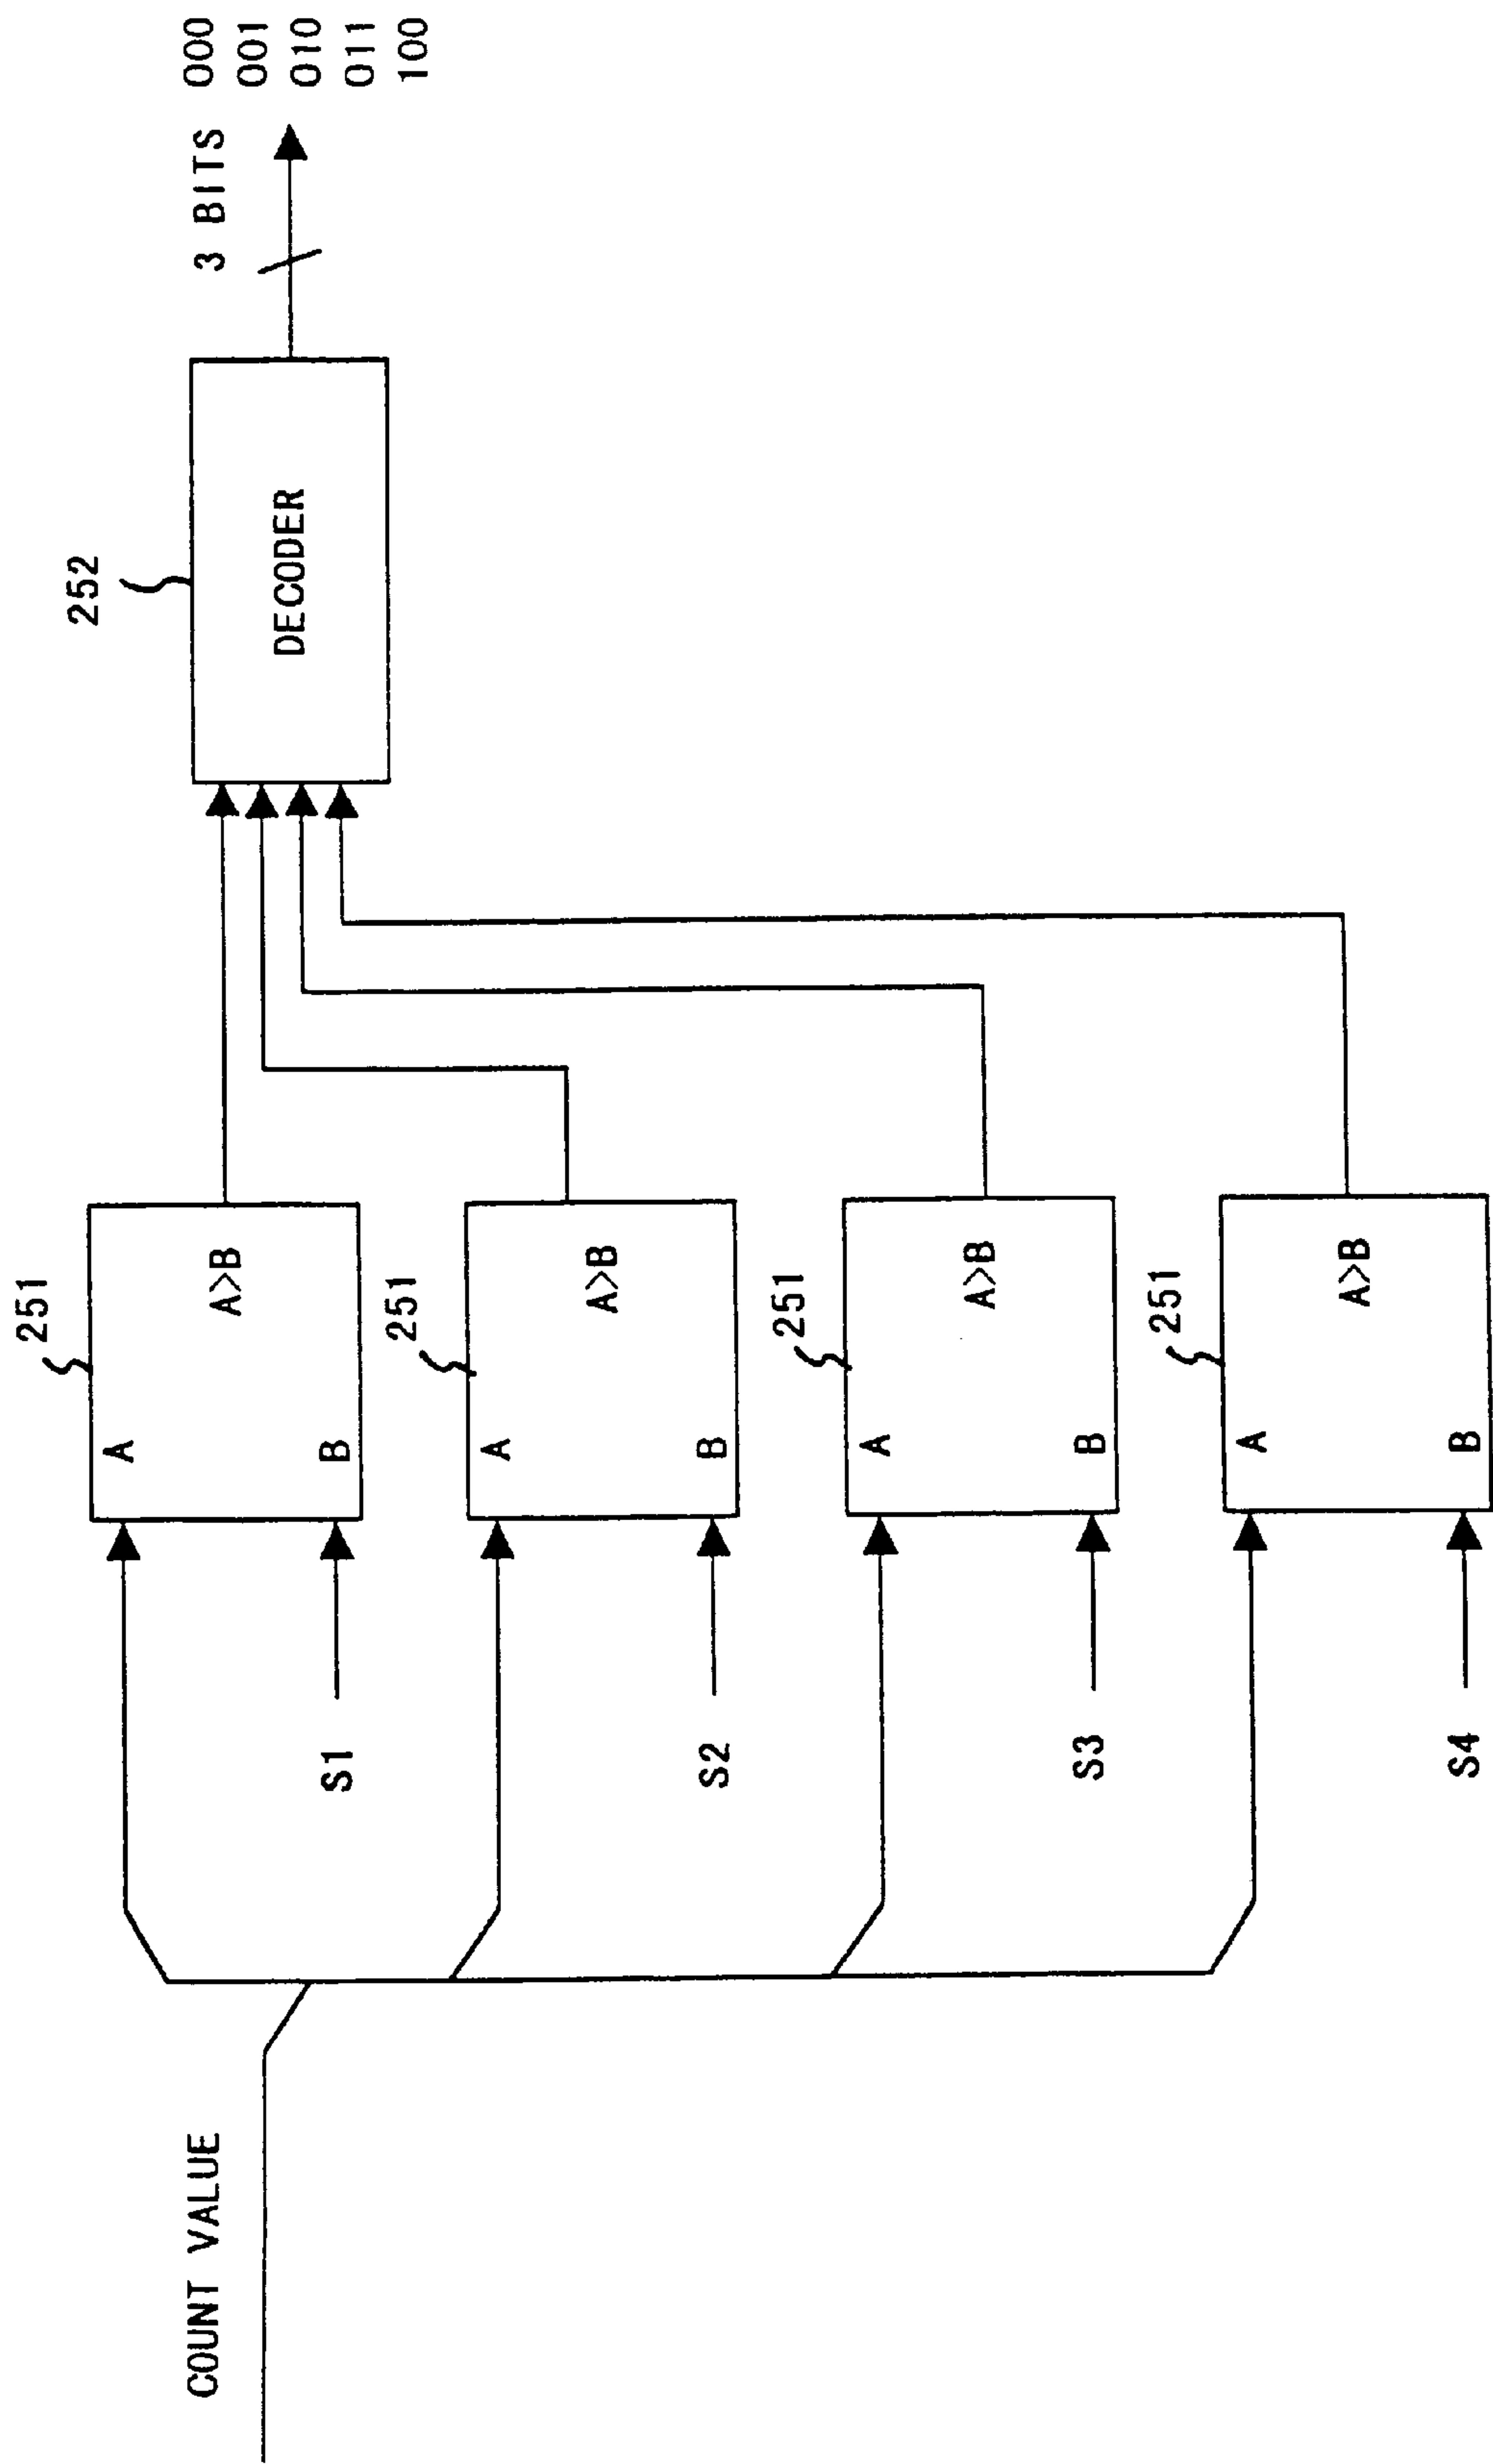 COUNT VALUE
S1
S2
S3
S4
251
A
B
A>B
251
A
B
A>B
251
A
B
A>B
251
A
B
A>B
252
DECODER
3 BITS
000
001
010
011
100